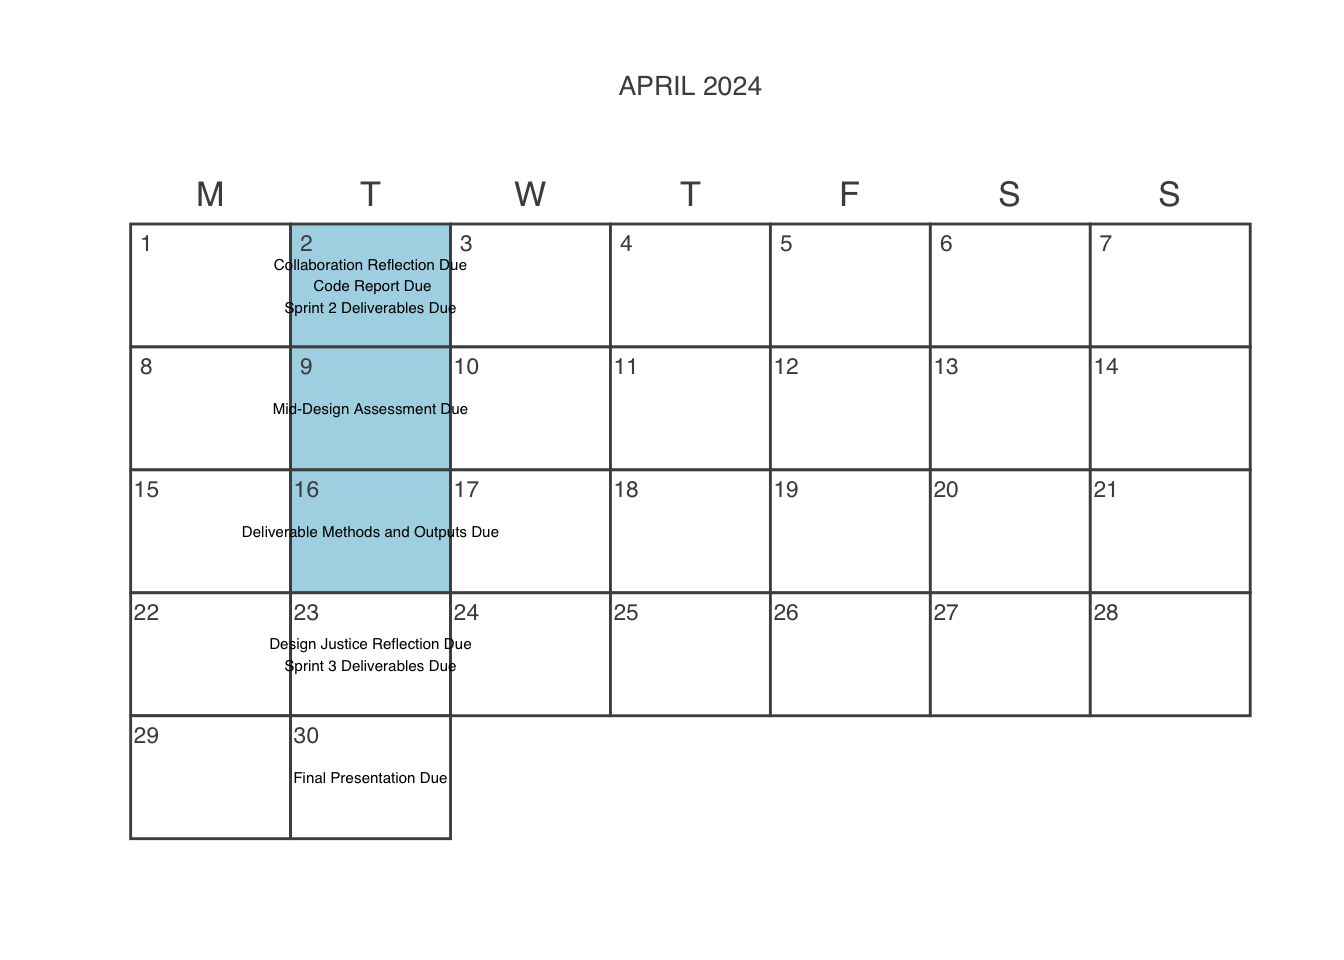 APRIL 2024
M T W T F S S
1 2 3 4 5 6 7
Collaboration Reflection Due
Code Report Due
Sprint 2 Deliverables Due
8 9 10 11 12 13 14
Mid-Design Assessment Due
15 16 17 18 19 20 21
Deliverable Methods and Outputs Due
22 23 24 25 26 27 28
Design Justice Reflection Due
Sprint 3 Deliverables Due
29 30
Final Presentation Due